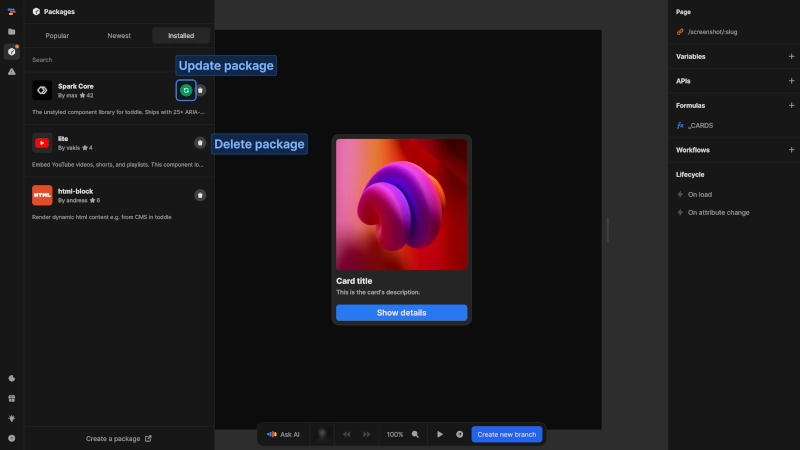 Packages
Popular
Newest
Installed
Search
Update package
Spark Core
By max ★ 42
The unstyled component library for toddle. Ships with 25+ ARIA-...
lite
By vakis ★ 4
Delete package
Embed YouTube videos, shorts, and playlists. This component lo...
HTML
html-block
By andreas ★ 6
Render dynamic html content e.g. from CMS in toddle
Create a package
Card title
This is the card's description.
Show details
Ask AI
100%
Create new branch
Page
/screenshot/:slug
Variables
APIs
Formulas
fx _CARDS
Workflows
Lifecycle
On load
On attribute change